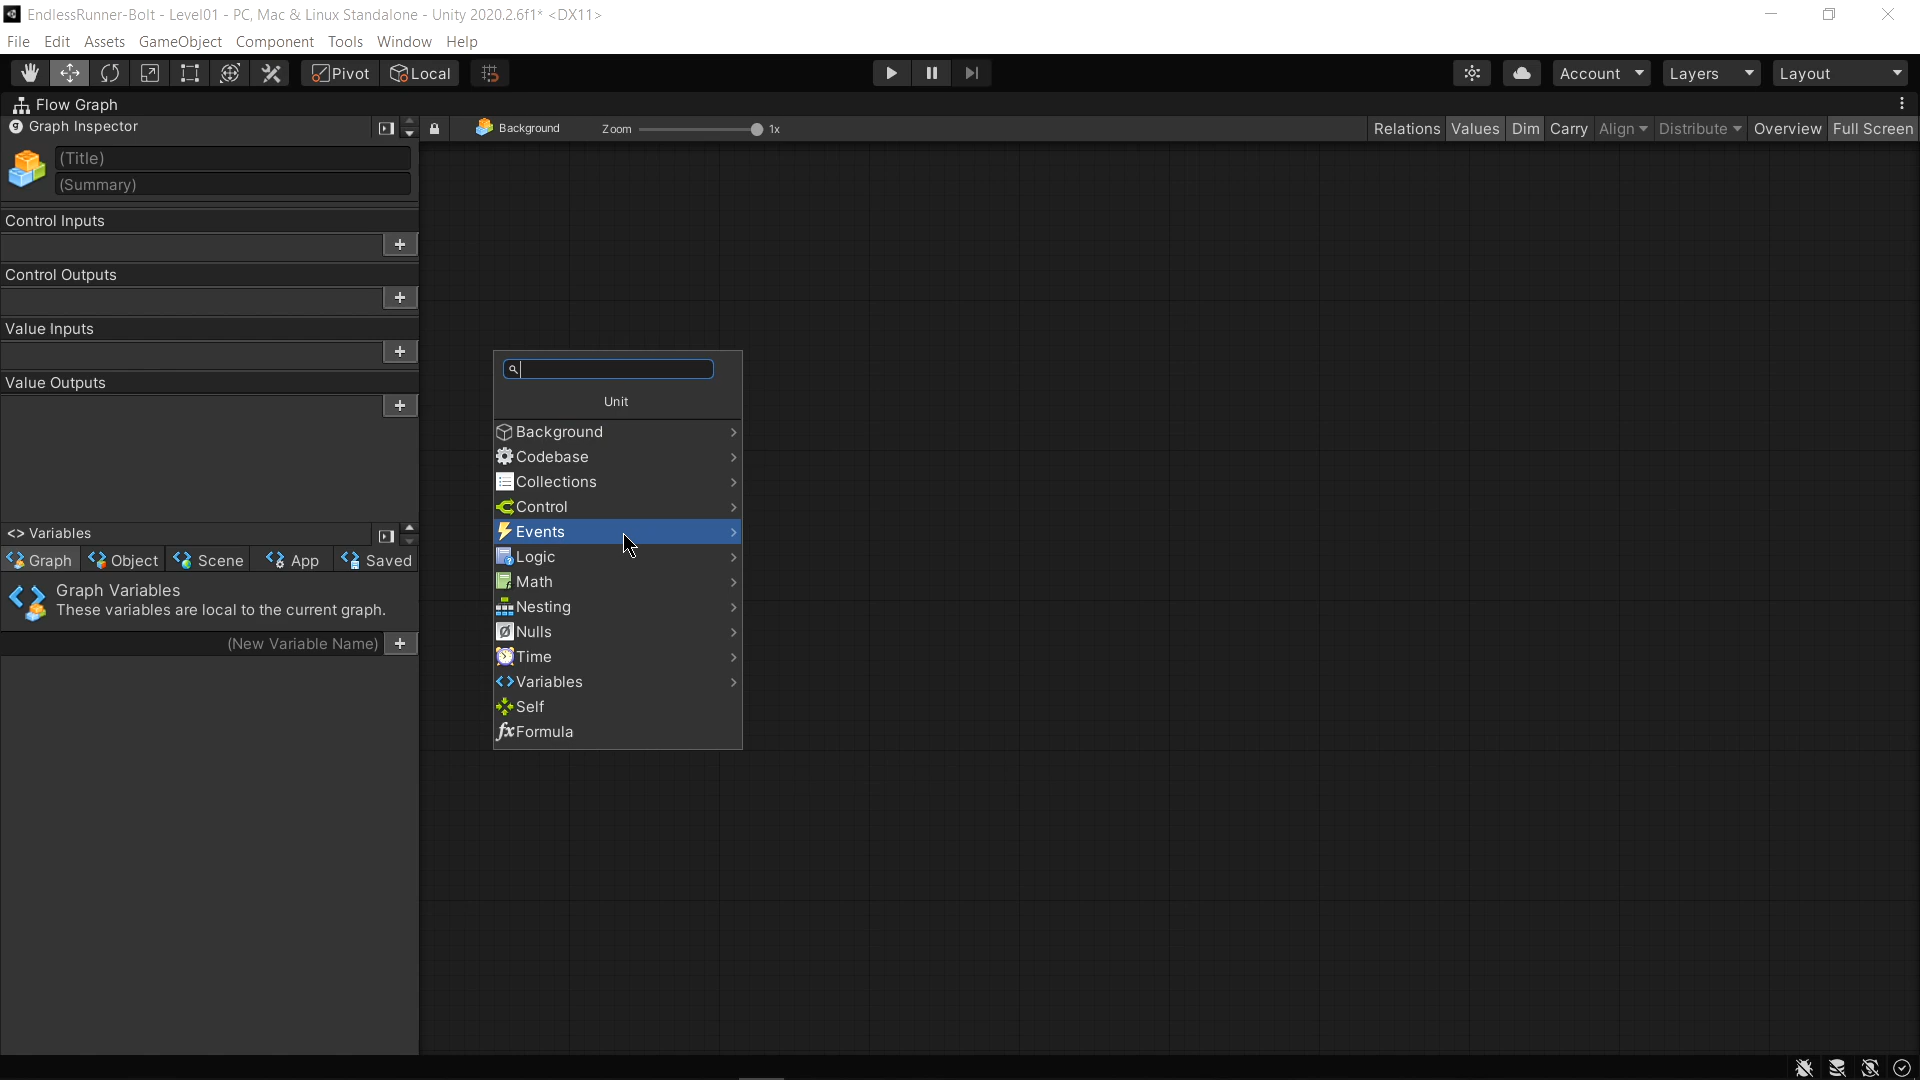 EndlessRunner-Bolt - Level01 - PC, Mac & Linux Standalone - Unity 2020.2.6f1* <DX11>
File Edit Assets GameObject Component Tools Window Help
Pivot Local Account Layers Layout
Flow Graph
Graph Inspector
Background Zoom 1x Relations Values Dim Carry Align Distribute Overview Full Screen
(Title)
(Summary)
Control Inputs
+
Control Outputs
+
Value Inputs
+
Value Outputs
+
Unit
Background
Codebase
Collections
Control
Events
Logic
Math
Nesting
Nulls
Time
Variables
Self
Formula
<> Variables
Graph Object Scene App Saved
Graph Variables
These variables are local to the current graph.
(New Variable Name) +